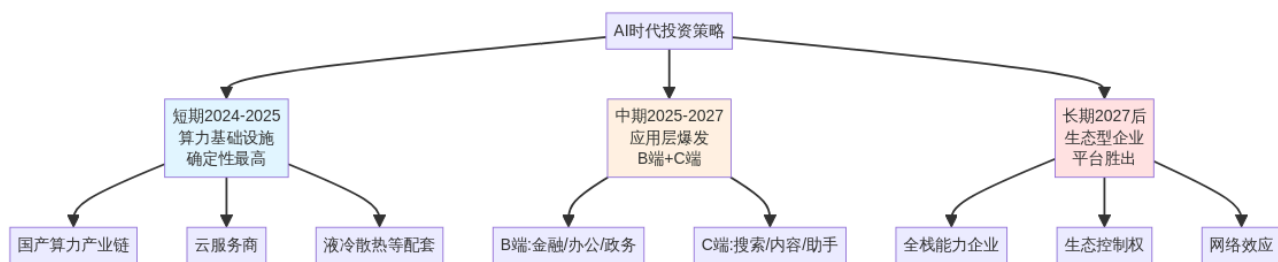 AI时代投资策略
短期2024-2025
算力基础设施
确定性最高
中期2025-2027
应用层爆发
B端+C端
长期2027后
生态型企业
平台胜出
国产算力产业链
云服务商
液冷散热等配套
B端:金融/办公/政务
C端:搜索/内容/助手
全栈能力企业
生态控制权
网络效应